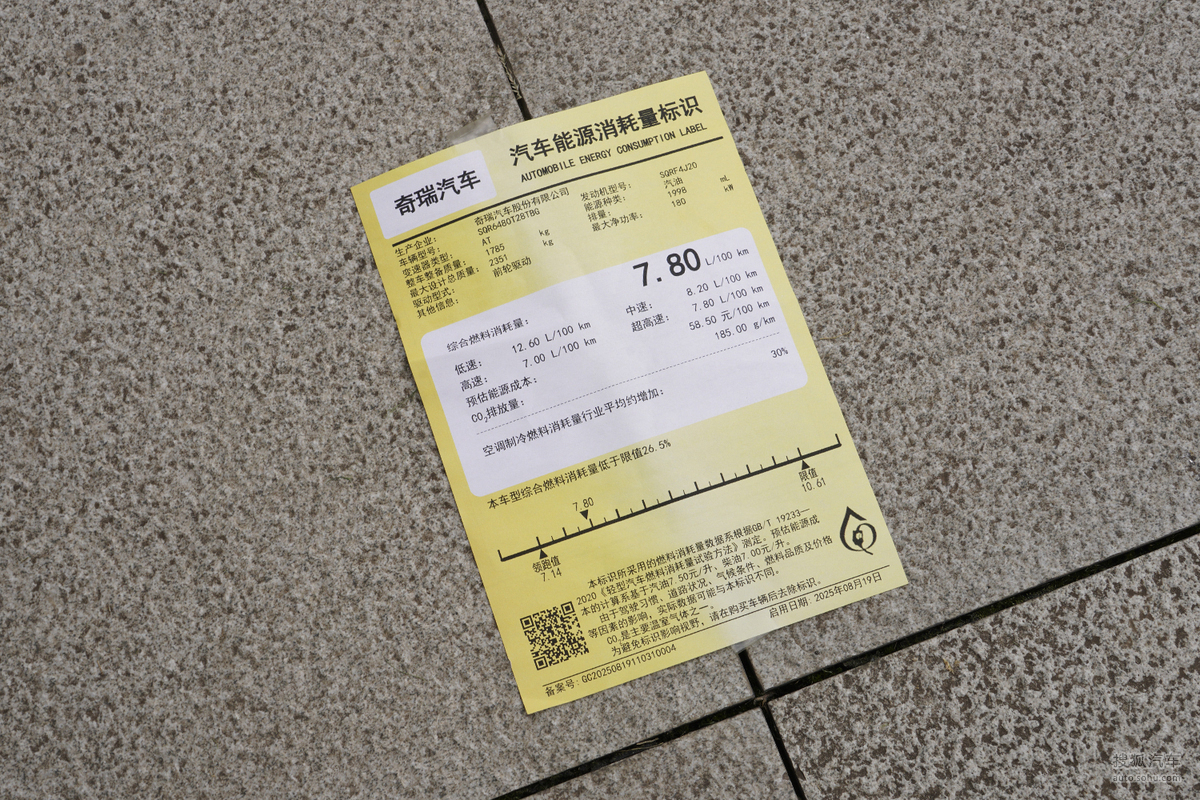 奇瑞汽车
汽车能源消耗量标识
AUTOMOBILE ENERGY CONSUMPTION LABEL
生产企业： 奇瑞汽车股份有限公司
车辆型号： SQR6480T28TBG 发动机型号： SQRF4J20
变速器类型： AT 能源种类： 汽油
整车整备质量： 1785 kg 排量： 1998 mL
最大设计总质量： 2351 kg 最大净功率： 180 kW
驱动型式： 前轮驱动
其他信息：
综合燃料消耗量： 7.80 L/100 km
低速： 12.60 L/100 km 中速： 8.20 L/100 km
高速： 7.00 L/100 km 超高速： 7.80 L/100 km
预估能源成本： 58.50 元/100 km
CO₂排放量： 185.00 g/km
空调制冷燃料消耗量行业平均约增加： 30%
本车型综合燃料消耗量低于限值26.5%
7.80
领跑值
7.14
限值
10.61
本标识所采用的燃料消耗量数据系根据GB/T 19233—
2020《轻型汽车燃料消耗量试验方法》测定。预估能源成
本的计算系基于汽油7.50元/升、柴油7.00元/升。
由于驾驶习惯、道路状况、气候条件、燃料品质及价格
等因素的影响，实际数据可能与本标识不同。
CO₂是主要温室气体之一。
为避免标识影响视野，请在购买车辆后去除标识。
备案号：GC20250819110310004 启用日期：2025年08月19日
搜狐汽车
auto.sohu.com